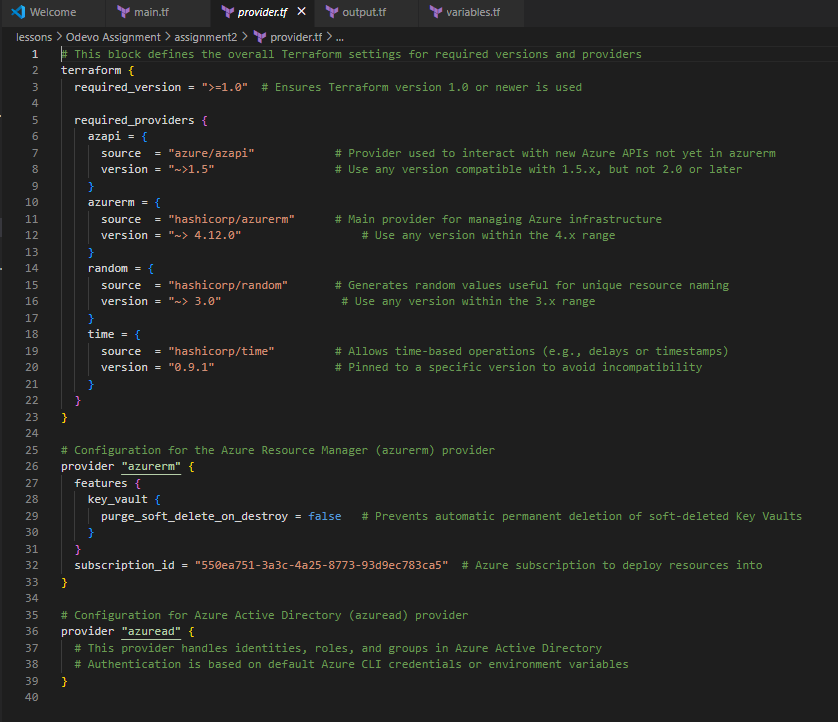 Welcome main.tf provider.tf × output.tf variables.tf
lessons > Odevo Assignment > assignment2 > provider.tf > ...
1 # This block defines the overall Terraform settings for required versions and providers
2 terraform {
3 required_version = ">=1.0" # Ensures Terraform version 1.0 or newer is used
4
5 required_providers {
6 azapi = {
7 source = "azure/azapi" # Provider used to interact with new Azure APIs not yet in azurerm
8 version = "~>1.5" # Use any version compatible with 1.5.x, but not 2.0 or later
9 }
10 azurerm = {
11 source = "hashicorp/azurerm" # Main provider for managing Azure infrastructure
12 version = "~> 4.12.0" # Use any version within the 4.x range
13 }
14 random = {
15 source = "hashicorp/random" # Generates random values useful for unique resource naming
16 version = "~> 3.0" # Use any version within the 3.x range
17 }
18 time = {
19 source = "hashicorp/time" # Allows time-based operations (e.g., delays or timestamps)
20 version = "0.9.1" # Pinned to a specific version to avoid incompatibility
21 }
22 }
23 }
24
25 # Configuration for the Azure Resource Manager (azurerm) provider
26 provider "azurerm" {
27 features {
28 key_vault {
29 purge_soft_delete_on_destroy = false # Prevents automatic permanent deletion of soft-deleted Key Vaults
30 }
31 }
32 subscription_id = "550ea751-3a3c-4a25-8773-93d9ec783ca5" # Azure subscription to deploy resources into
33 }
34
35 # Configuration for Azure Active Directory (azuread) provider
36 provider "azuread" {
37 # This provider handles identities, roles, and groups in Azure Active Directory
38 # Authentication is based on default Azure CLI credentials or environment variables
39 }
40